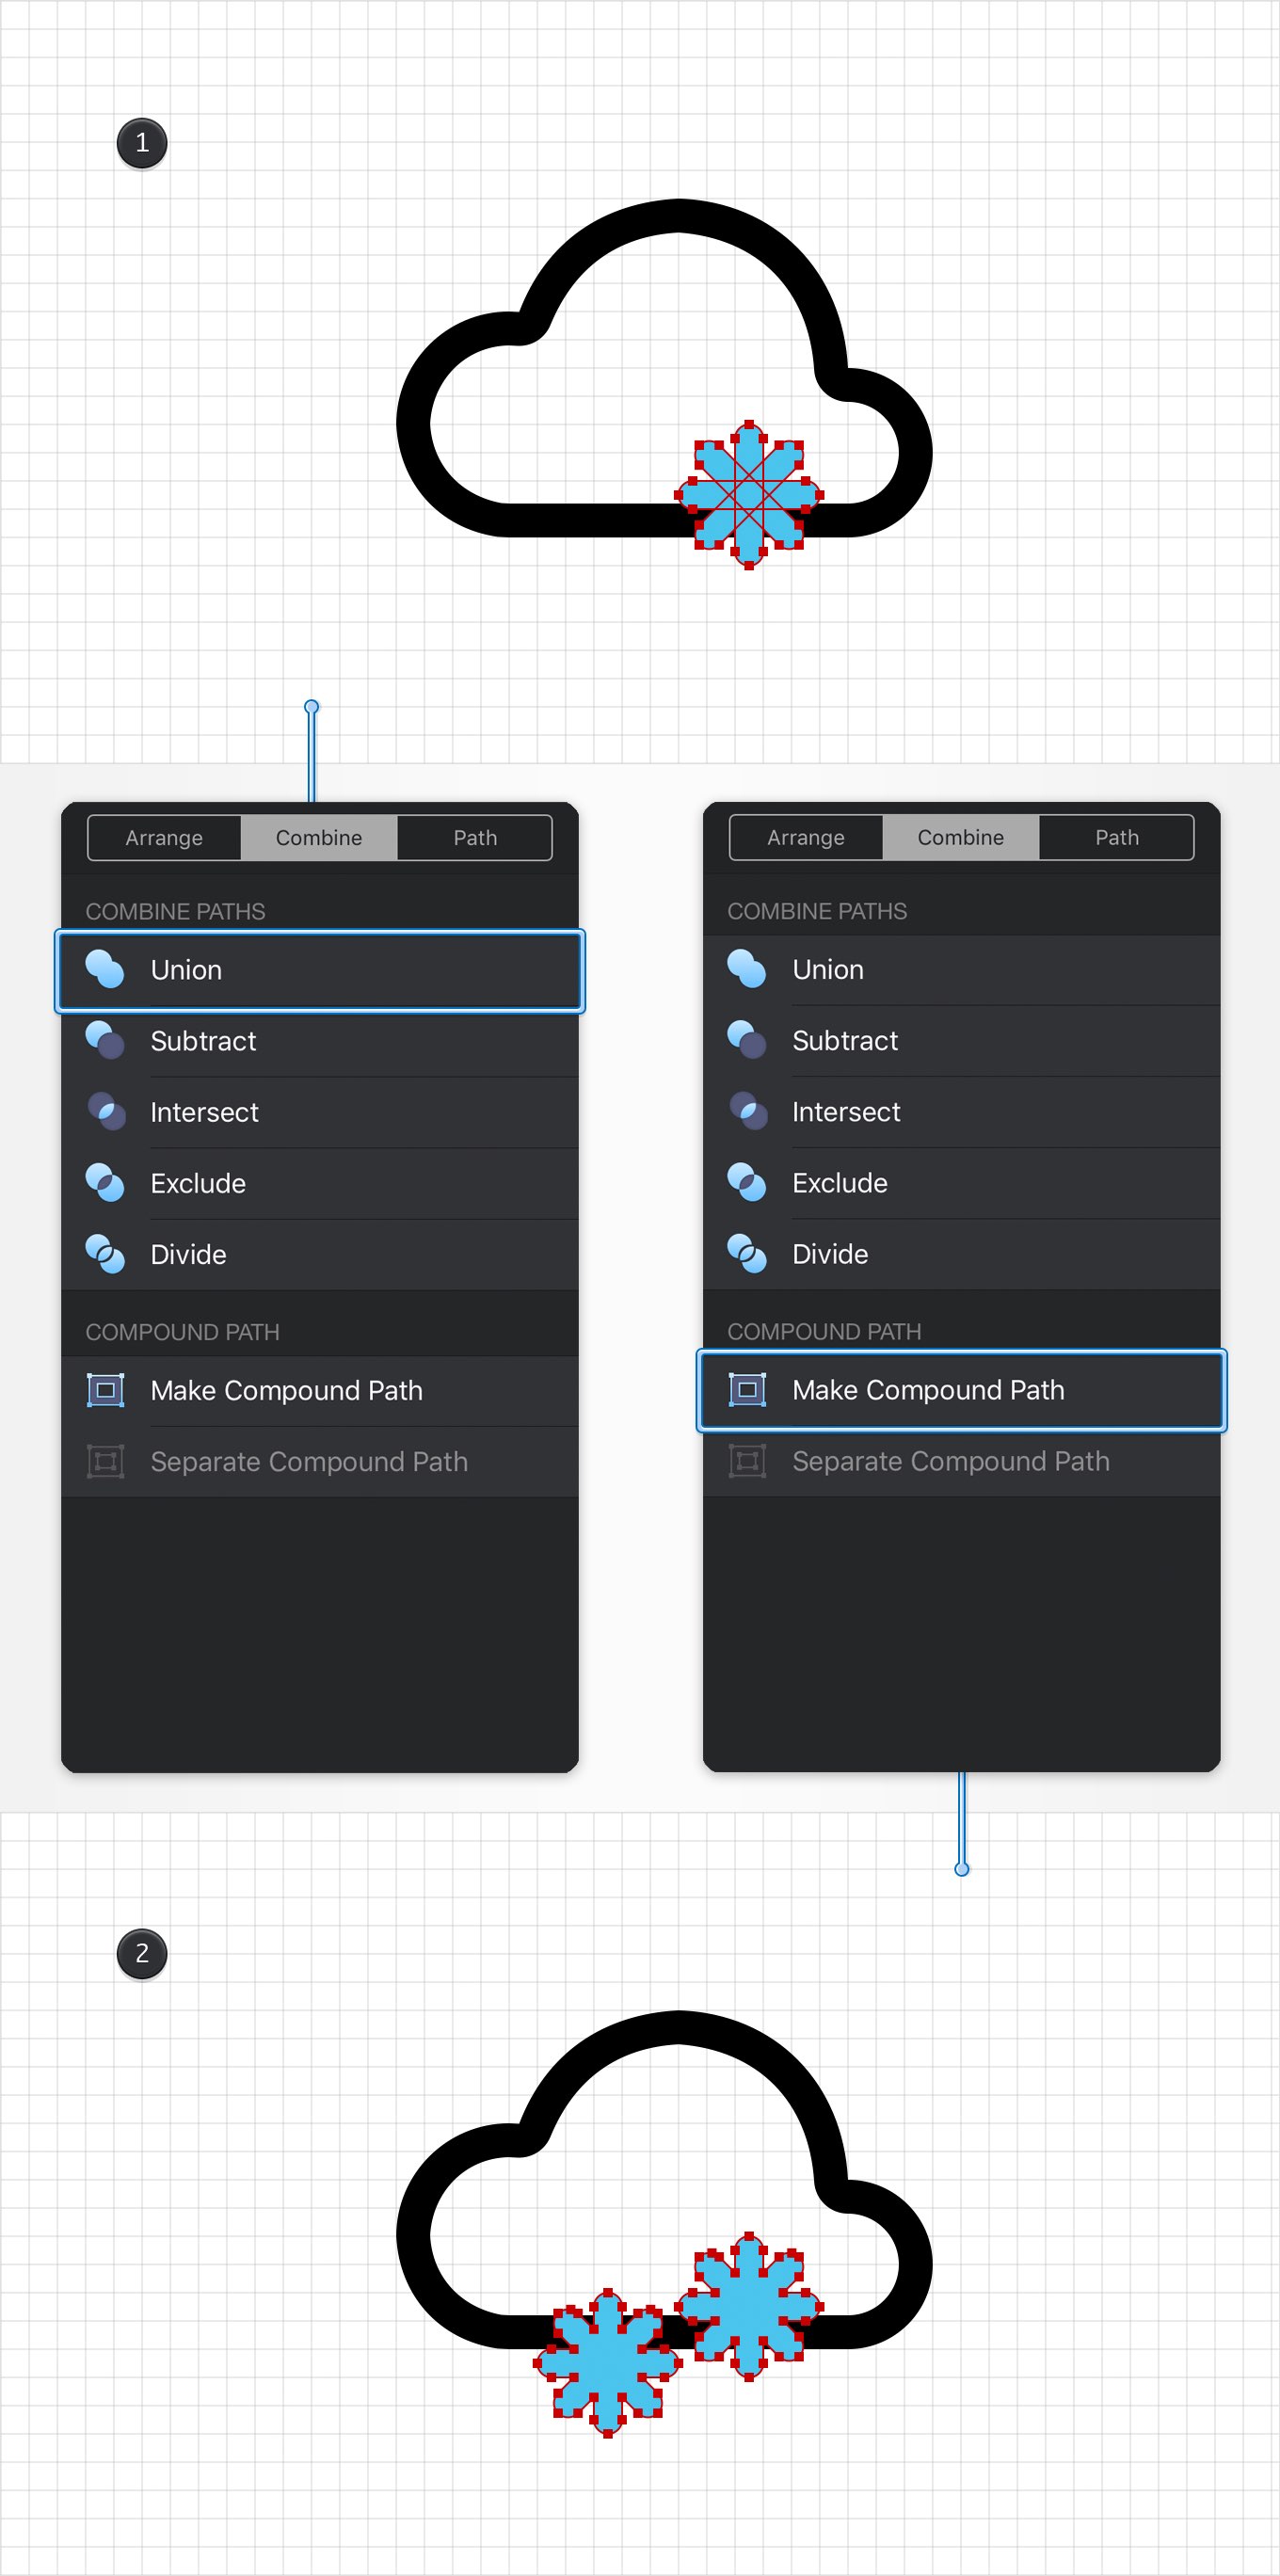 1
Arrange Combine Path
COMBINE PATHS
Union
Subtract
Intersect
Exclude
Divide
COMPOUND PATH
Make Compound Path
Separate Compound Path
Arrange Combine Path
COMBINE PATHS
Union
Subtract
Intersect
Exclude
Divide
COMPOUND PATH
Make Compound Path
Separate Compound Path
2